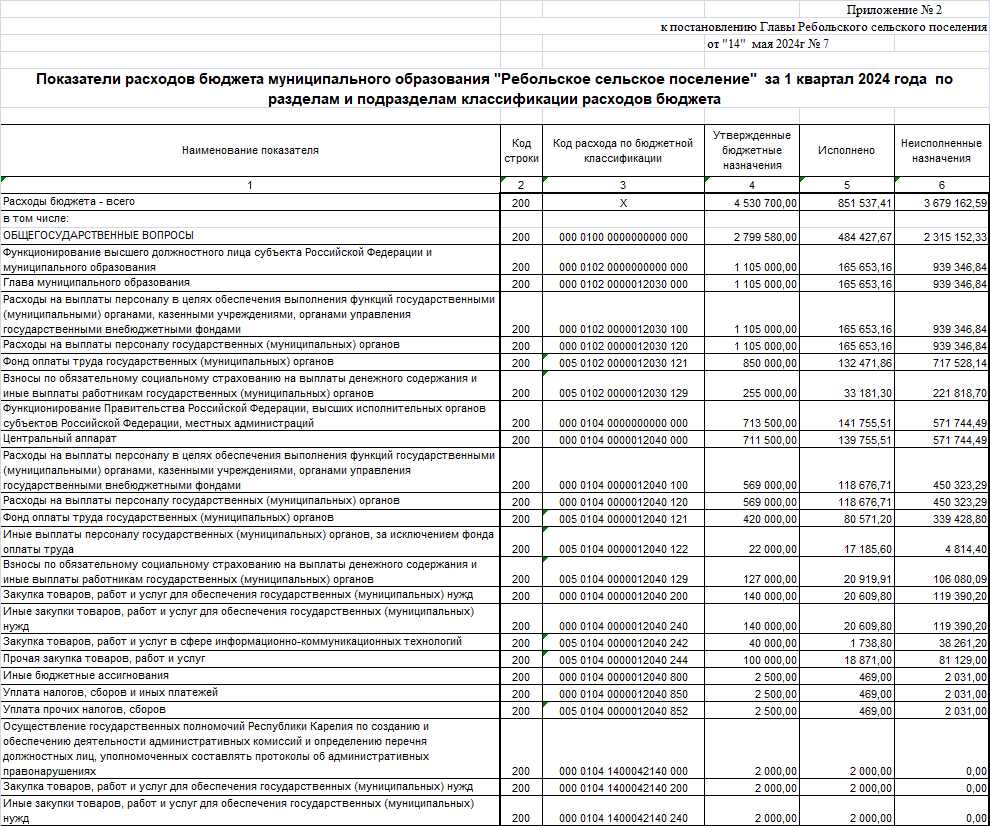 Приложение № 2
к постановлению Главы Ребольского сельского поселения
от "14" мая 2024г № 7
Показатели расходов бюджета муниципального образования "Ребольское сельское поселение" за 1 квартал 2024 года по
разделам и подразделам классификации расходов бюджета
Наименование показателя | Код строки | Код расхода по бюджетной классификации | Утвержденные бюджетные назначения | Исполнено | Неисполненные назначения
1 2 3 4 5 6
Расходы бюджета - всего 200 X 4 530 700,00 851 537,41 3 679 162,59
в том числе:
ОБЩЕГОСУДАРСТВЕННЫЕ ВОПРОСЫ 200 000 0100 0000000000 000 2 799 580,00 484 427,67 2 315 152,33
Функционирование высшего должностного лица субъекта Российской Федерации и
муниципального образования 200 000 0102 0000000000 000 1 105 000,00 165 653,16 939 346,84
Глава муниципального образования 200 000 0102 0000012030 000 1 105 000,00 165 653,16 939 346,84
Расходы на выплаты персоналу в целях обеспечения выполнения функций государственными
(муниципальными) органами, казенными учреждениями, органами управления
государственными внебюджетными фондами 200 000 0102 0000012030 100 1 105 000,00 165 653,16 939 346,84
Расходы на выплаты персоналу государственных (муниципальных) органов 200 000 0102 0000012030 120 1 105 000,00 165 653,16 939 346,84
Фонд оплаты труда государственных (муниципальных) органов 200 005 0102 0000012030 121 850 000,00 132 471,86 717 528,14
Взносы по обязательному социальному страхованию на выплаты денежного содержания и
иные выплаты работникам государственных (муниципальных) органов 200 005 0102 0000012030 129 255 000,00 33 181,30 221 818,70
Функционирование Правительства Российской Федерации, высших исполнительных органов
субъектов Российской Федерации, местных администраций 200 000 0104 0000000000 000 713 500,00 141 755,51 571 744,49
Центральный аппарат 200 000 0104 0000012040 000 711 500,00 139 755,51 571 744,49
Расходы на выплаты персоналу в целях обеспечения выполнения функций государственными
(муниципальными) органами, казенными учреждениями, органами управления
государственными внебюджетными фондами 200 000 0104 0000012040 100 569 000,00 118 676,71 450 323,29
Расходы на выплаты персоналу государственных (муниципальных) органов 200 000 0104 0000012040 120 569 000,00 118 676,71 450 323,29
Фонд оплаты труда государственных (муниципальных) органов 200 005 0104 0000012040 121 420 000,00 80 571,20 339 428,80
Иные выплаты персоналу государственных (муниципальных) органов, за исключением фонда
оплаты труда 200 005 0104 0000012040 122 22 000,00 17 185,60 4 814,40
Взносы по обязательному социальному страхованию на выплаты денежного содержания и
иные выплаты работникам государственных (муниципальных) органов 200 005 0104 0000012040 129 127 000,00 20 919,91 106 080,09
Закупка товаров, работ и услуг для обеспечения государственных (муниципальных) нужд 200 000 0104 0000012040 200 140 000,00 20 609,80 119 390,20
Иные закупки товаров, работ и услуг для обеспечения государственных (муниципальных)
нужд 200 000 0104 0000012040 240 140 000,00 20 609,80 119 390,20
Закупка товаров, работ и услуг в сфере информационно-коммуникационных технологий 200 005 0104 0000012040 242 40 000,00 1 738,80 38 261,20
Прочая закупка товаров, работ и услуг 200 005 0104 0000012040 244 100 000,00 18 871,00 81 129,00
Иные бюджетные ассигнования 200 000 0104 0000012040 800 2 500,00 469,00 2 031,00
Уплата налогов, сборов и иных платежей 200 000 0104 0000012040 850 2 500,00 469,00 2 031,00
Уплата прочих налогов, сборов 200 005 0104 0000012040 852 2 500,00 469,00 2 031,00
Осуществление государственных полномочий Республики Карелия по созданию и
обеспечению деятельности административных комиссий и определению перечня
должностных лиц, уполномоченных составлять протоколы об административных
правонарушениях 200 000 0104 1400042140 000 2 000,00 2 000,00 0,00
Закупка товаров, работ и услуг для обеспечения государственных (муниципальных) нужд 200 000 0104 1400042140 200 2 000,00 2 000,00 0,00
Иные закупки товаров, работ и услуг для обеспечения государственных (муниципальных)
нужд 200 000 0104 1400042140 240 2 000,00 2 000,00 0,00